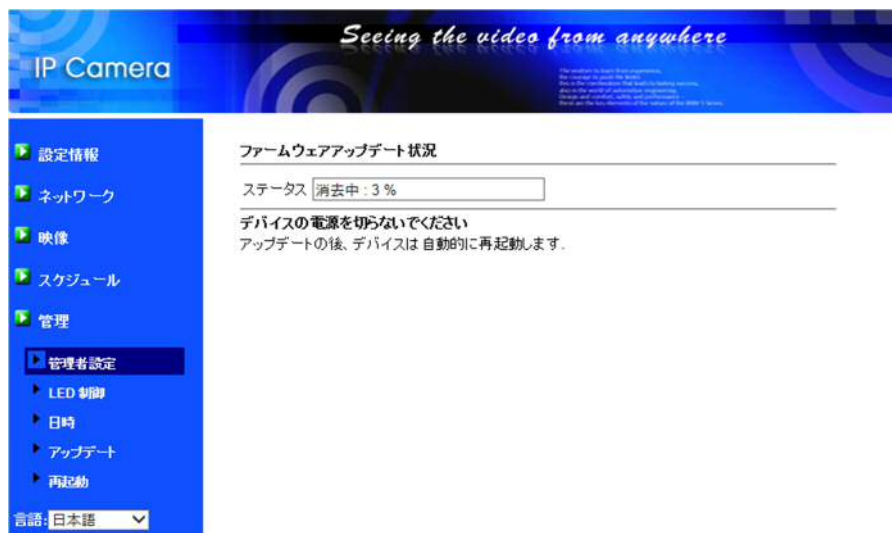 Seeing the video from anywhere
IP Camera
設定情報
ネットワーク
映像
スケジュール
管理
管理者設定
LED 制御
日時
アップデート
再起動
言語: 日本語
ファームウェアアップデート状況
ステータス 消去中 : 3 %
デバイスの電源を切らないでください
アップデートの後、デバイスは 自動的に再起動します.